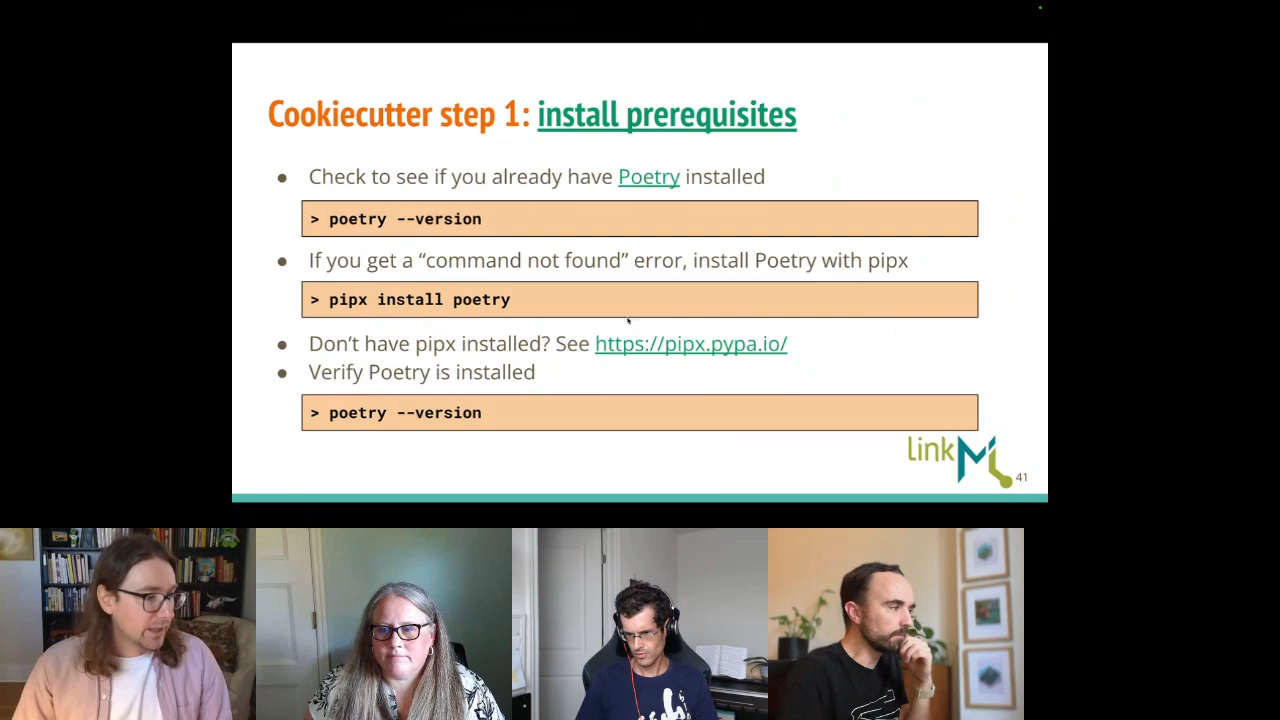 Cookiecutter step 1: install prerequisites
● Check to see if you already have Poetry installed
> poetry --version
● If you get a “command not found” error, install Poetry with pipx
> pipx install poetry
● Don’t have pipx installed? See https://pipx.pypa.io/
● Verify Poetry is installed
> poetry --version
linkML
41